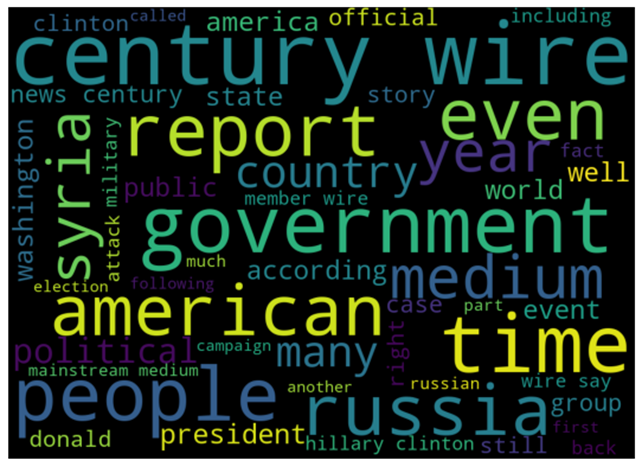 clinton called america official including
century wire
news century state story
washington syria military report even
country year fact well
public member wire world
attack government
much according medium
election following
american case part event
political campaign many right time
mainstream medium
people another russia russian wire say group
donald president hillary clinton still first back